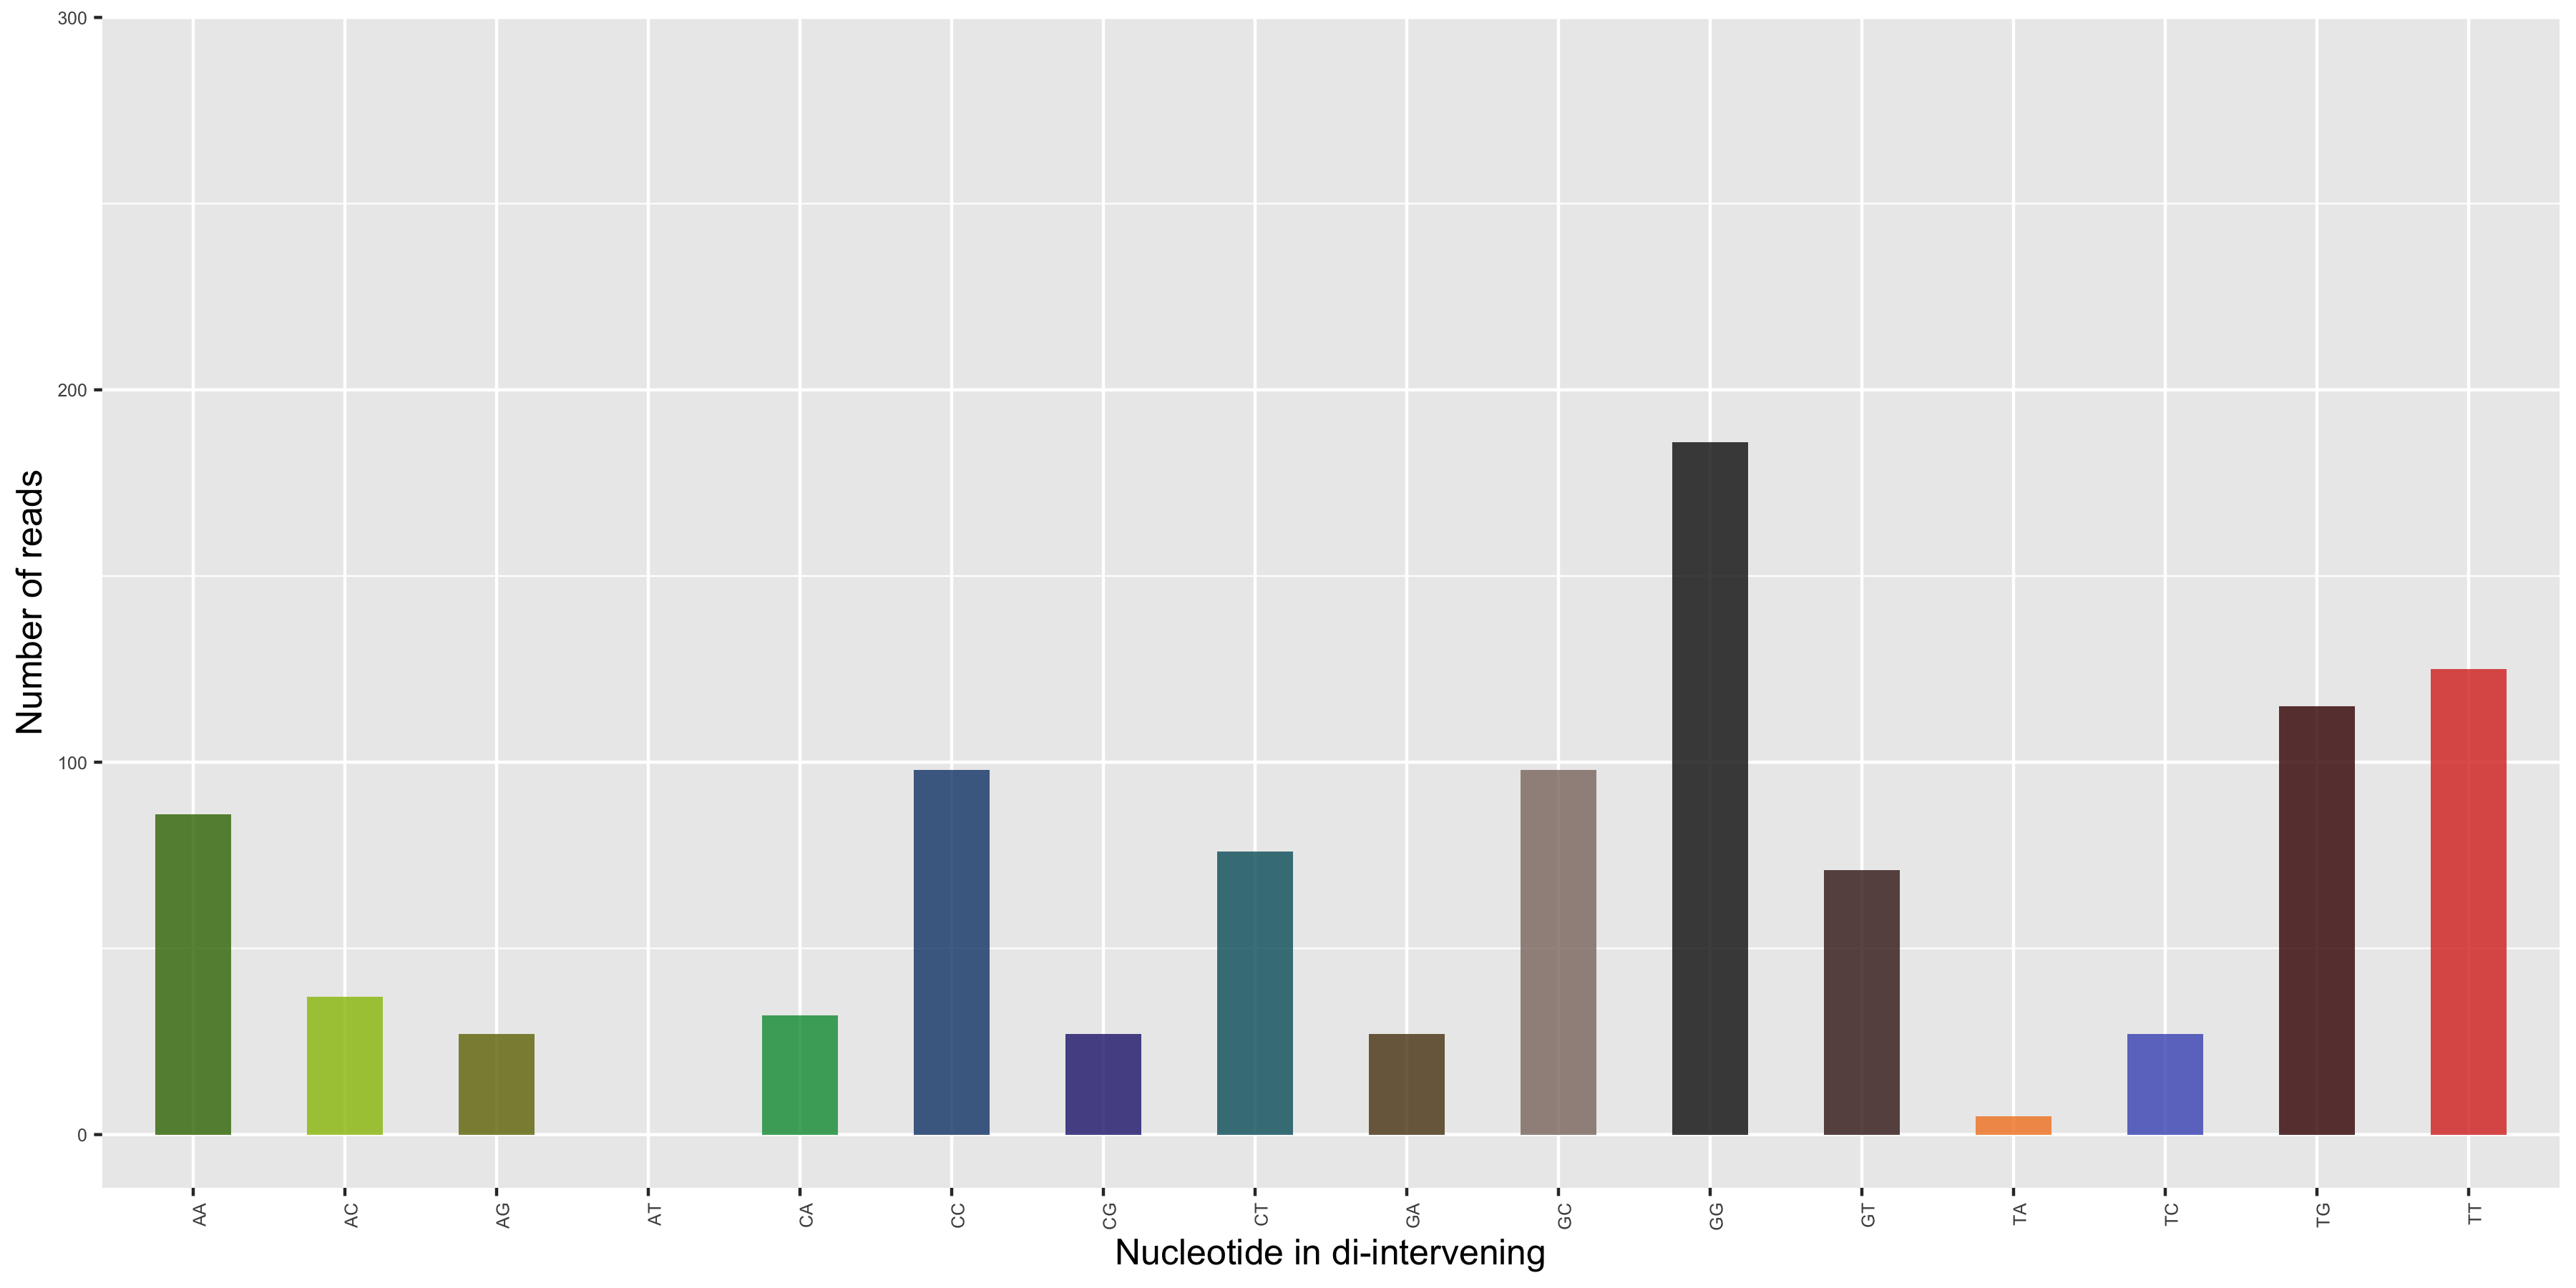 300
200
100
0
Number of reads
AA AC AG AT CA CC CG CT GA GC GG GT TA TC TG TT
Nucleotide in di-intervening